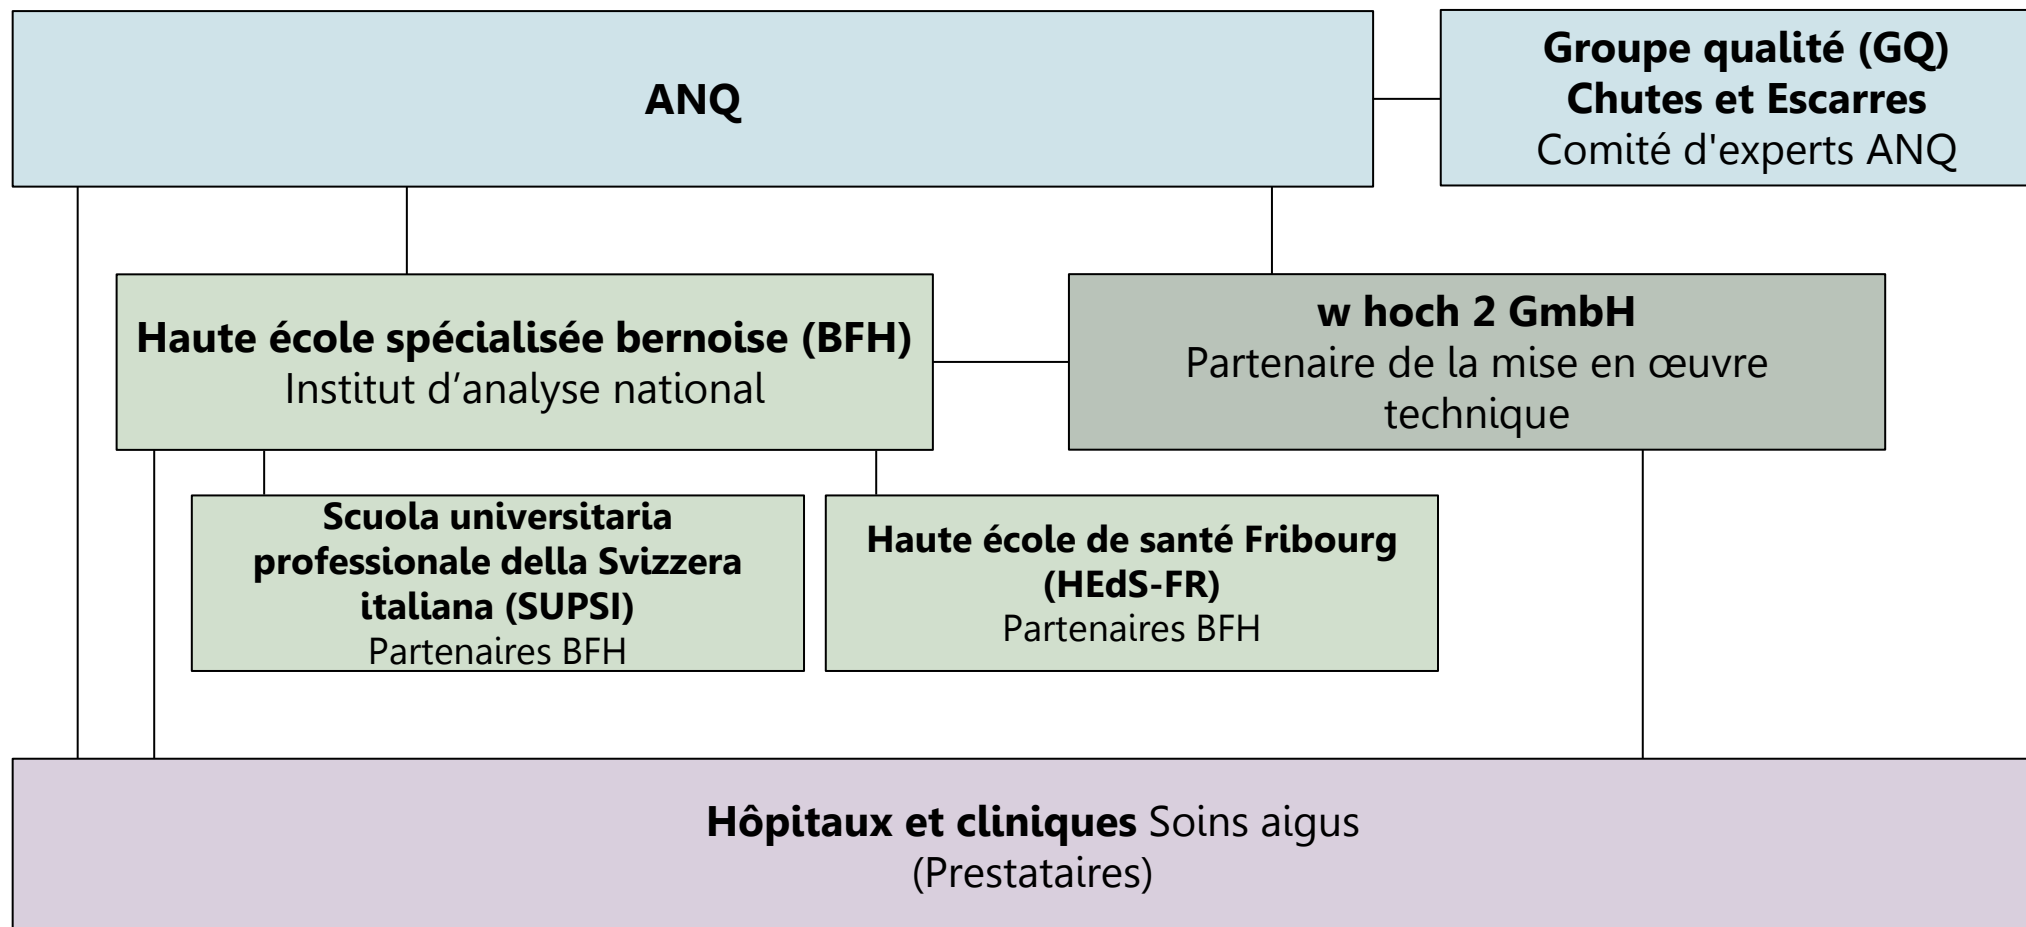 ANQ
Groupe qualité (GQ)
Chutes et Escarres
Comité d'experts ANQ
Haute école spécialisée bernoise (BFH)
Institut d’analyse national
w hoch 2 GmbH
Partenaire de la mise en œuvre
technique
Scuola universitaria
professionale della Svizzera
italiana (SUPSI)
Partenaires BFH
Haute école de santé Fribourg
(HEdS-FR)
Partenaires BFH
Hôpitaux et cliniques Soins aigus
(Prestataires)